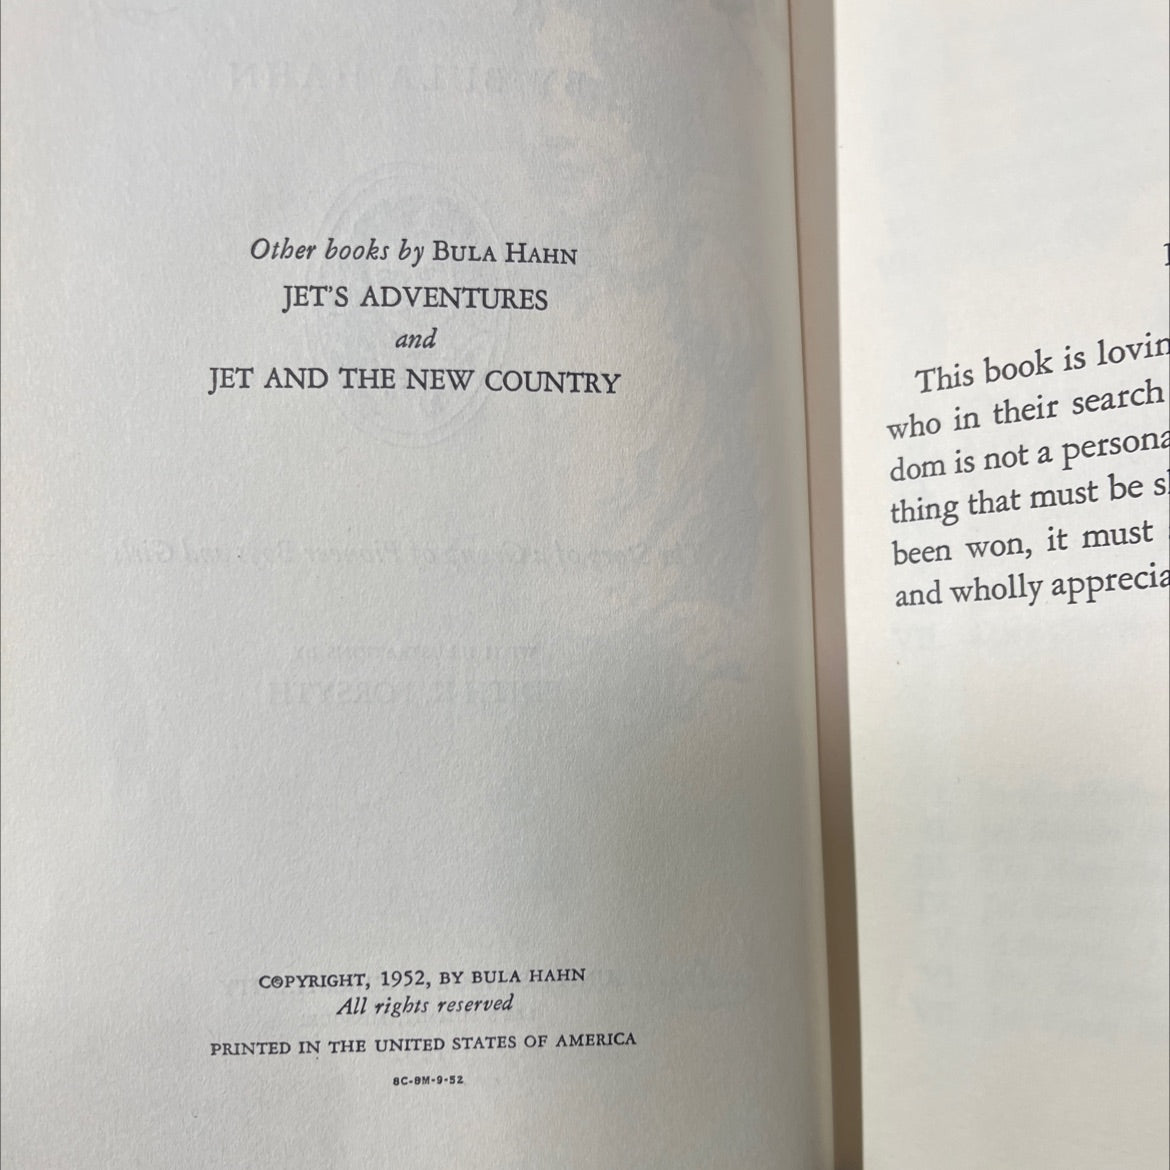 Other books by BULA HAHN
JET'S ADVENTURES
and
JET AND THE NEW COUNTRY
COPYRIGHT, 1952, BY BULA HAHN
All rights reserved
PRINTED IN THE UNITED STATES OF AMERICA
8C-8M-9-52
This book is lovin
who in their search
dom is not a persona
thing that must be
been won, it must
and wholly apprecia